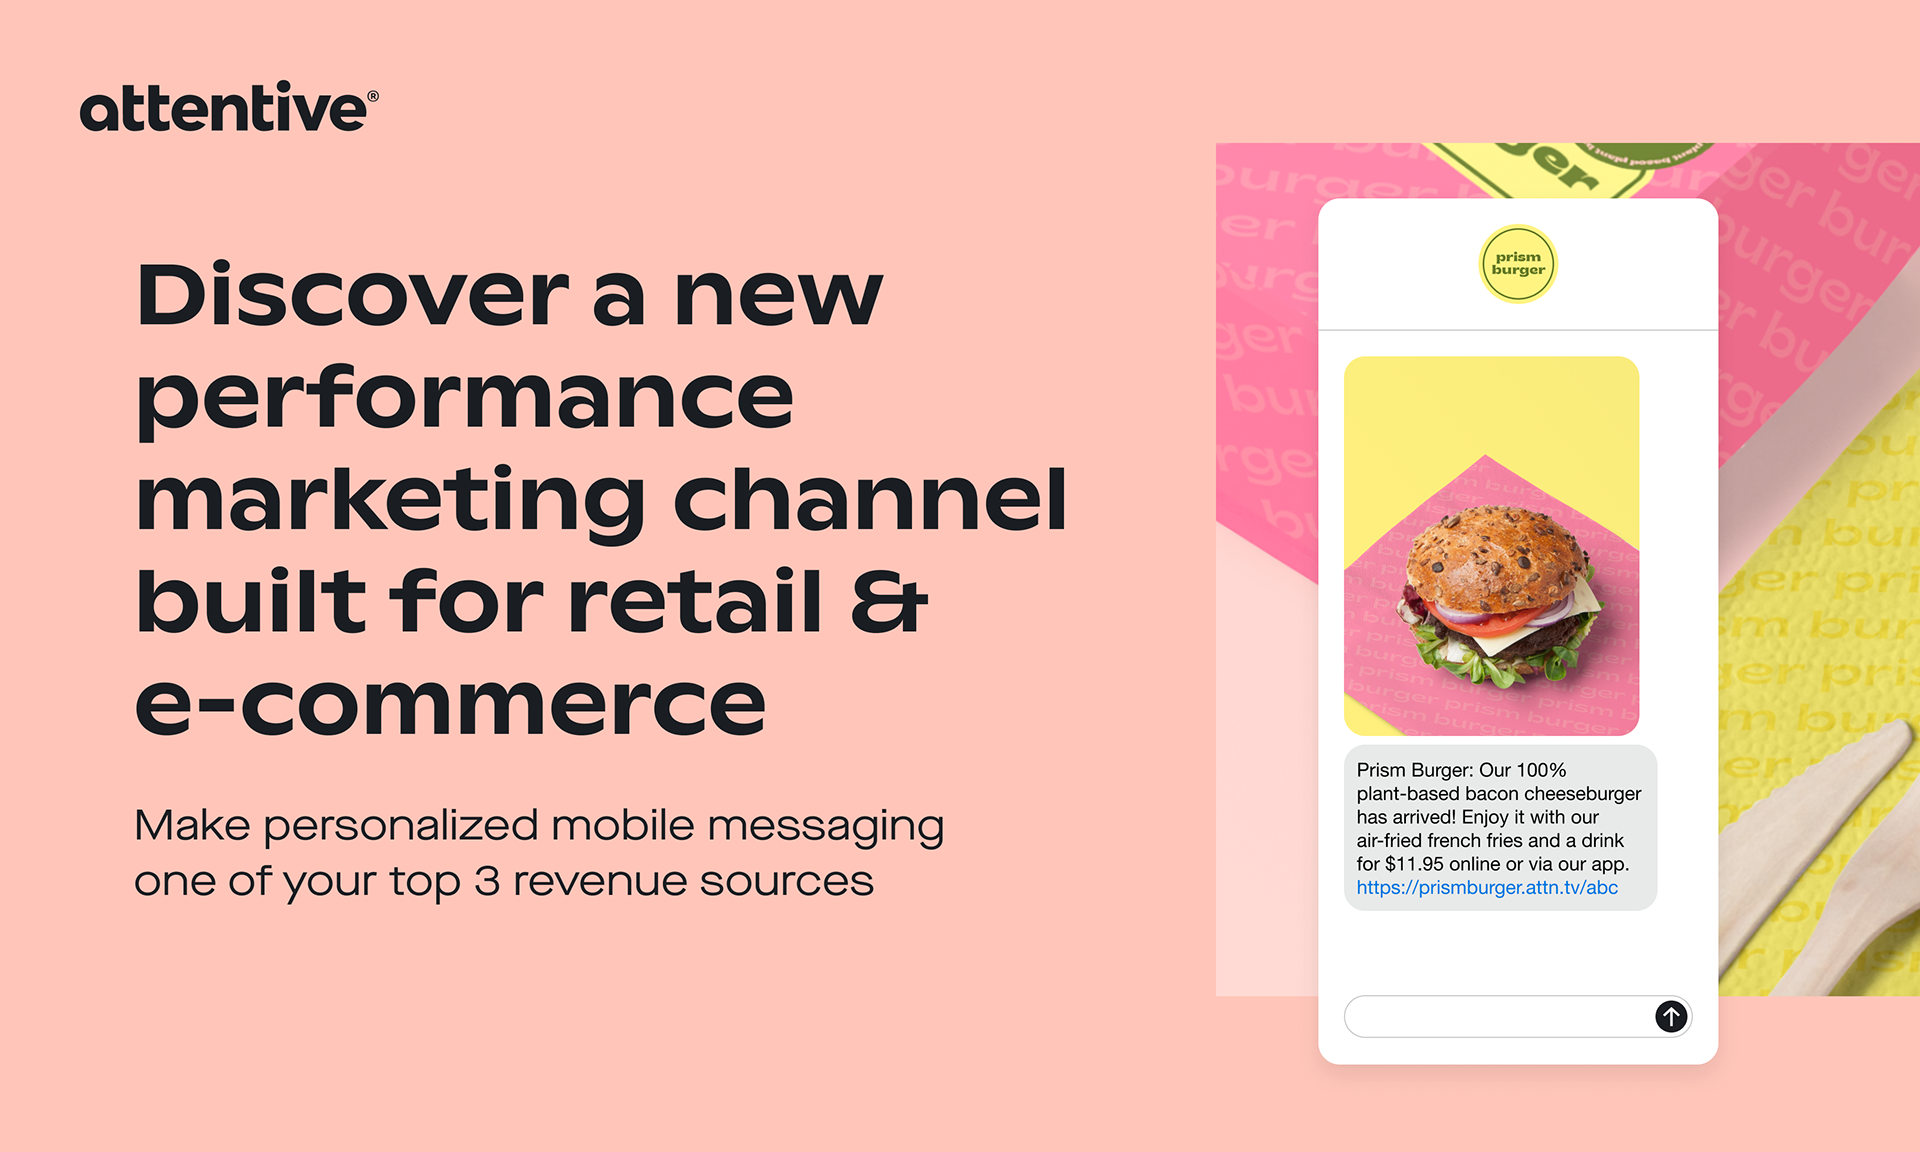 attentive®
Discover a new
performance
marketing channel
built for retail &
e-commerce
Make personalized mobile messaging
one of your top 3 revenue sources
prism
burger
Prism Burger: Our 100%
plant-based bacon cheeseburger
has arrived! Enjoy it with our
air-fried french fries and a drink
for $11.95 online or via our app.
https://prismburger.attn.tv/abc